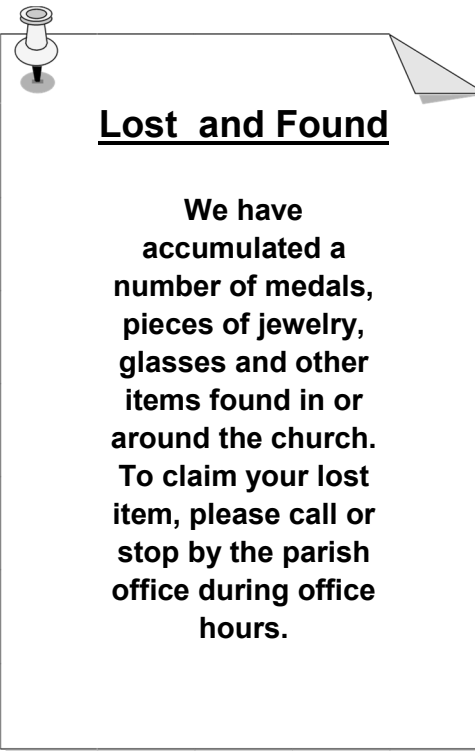 Lost  and Found
We have
accumulated a
number of medals,
pieces of jewelry,
glasses and other
items found in or
around the church.
To claim your lost
item, please call or
stop by the parish
office during office
hours.